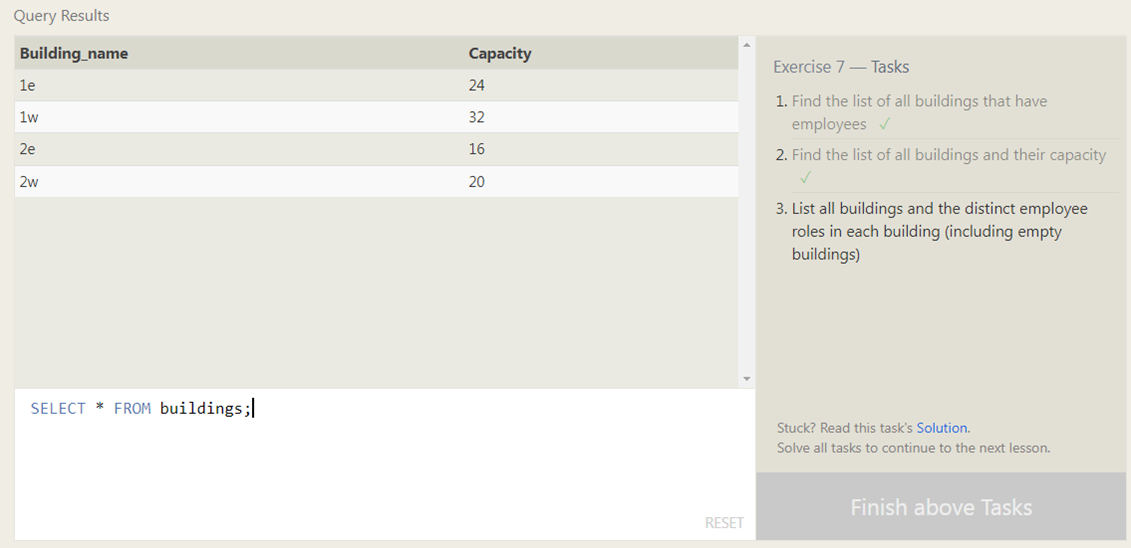 Query Results
Building_name Capacity
1e 24
1w 32
2e 16
2w 20
SELECT * FROM buildings;
RESET
Exercise 7 — Tasks
1. Find the list of all buildings that have
employees ✓
2. Find the list of all buildings and their capacity
✓
3. List all buildings and the distinct employee
roles in each building (including empty
buildings)
Stuck? Read this task's Solution.
Solve all tasks to continue to the next lesson.
Finish above Tasks